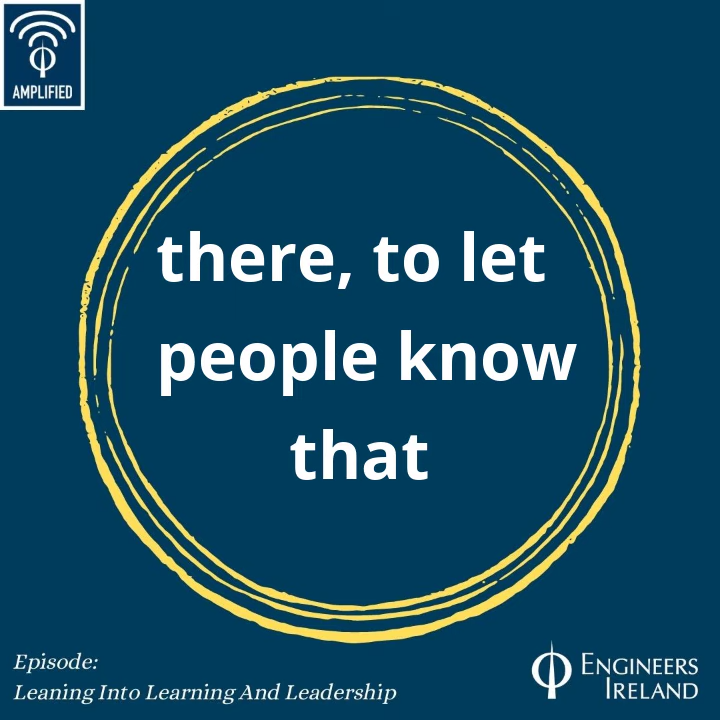 AMPLIFIED
there, to let
people know
that
Episode:
Leaning Into Learning And Leadership
ENGINEERS
IRELAND